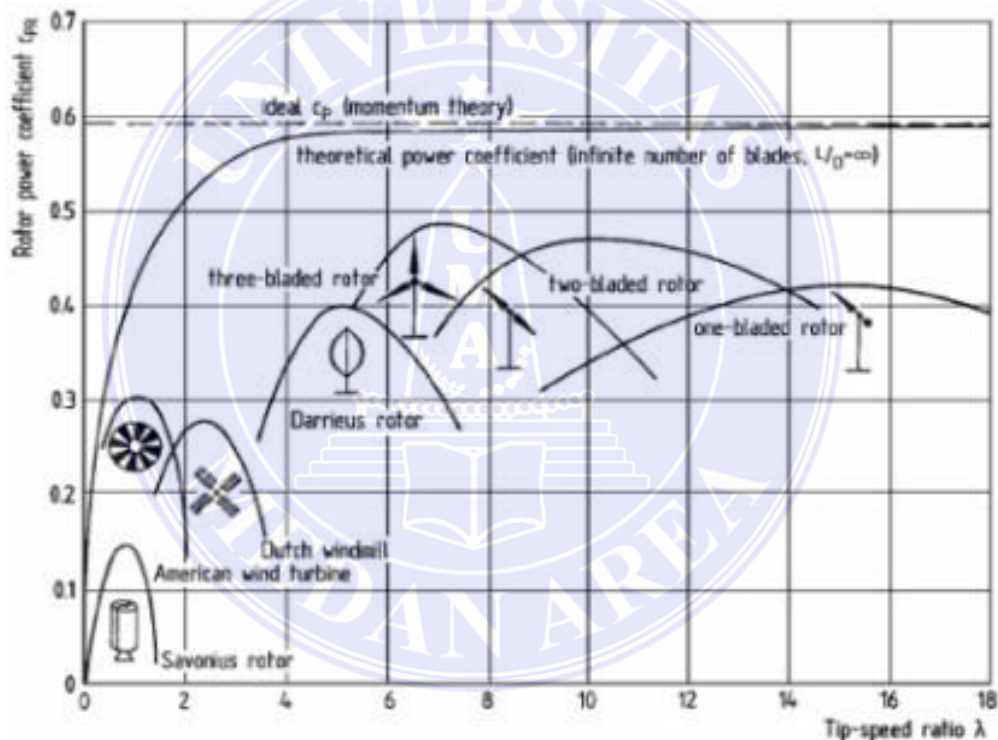 0.7
Rotor power coefficient cPR
ideal cP (momentum theory)
0.6
theoretical power coefficient (infinite number of blades, L/D=∞)
0.5
three-bladed rotor
two-bladed rotor
0.4
one-bladed rotor
0.3
Darrieus rotor
0.2
Dutch windmill
American wind turbine
0.1
Savonius rotor
0
0 2 4 6 8 10 12 14 16 18
Tip-speed ratio λ
UNIVERSITAS
U
M
A
MEDAN AREA